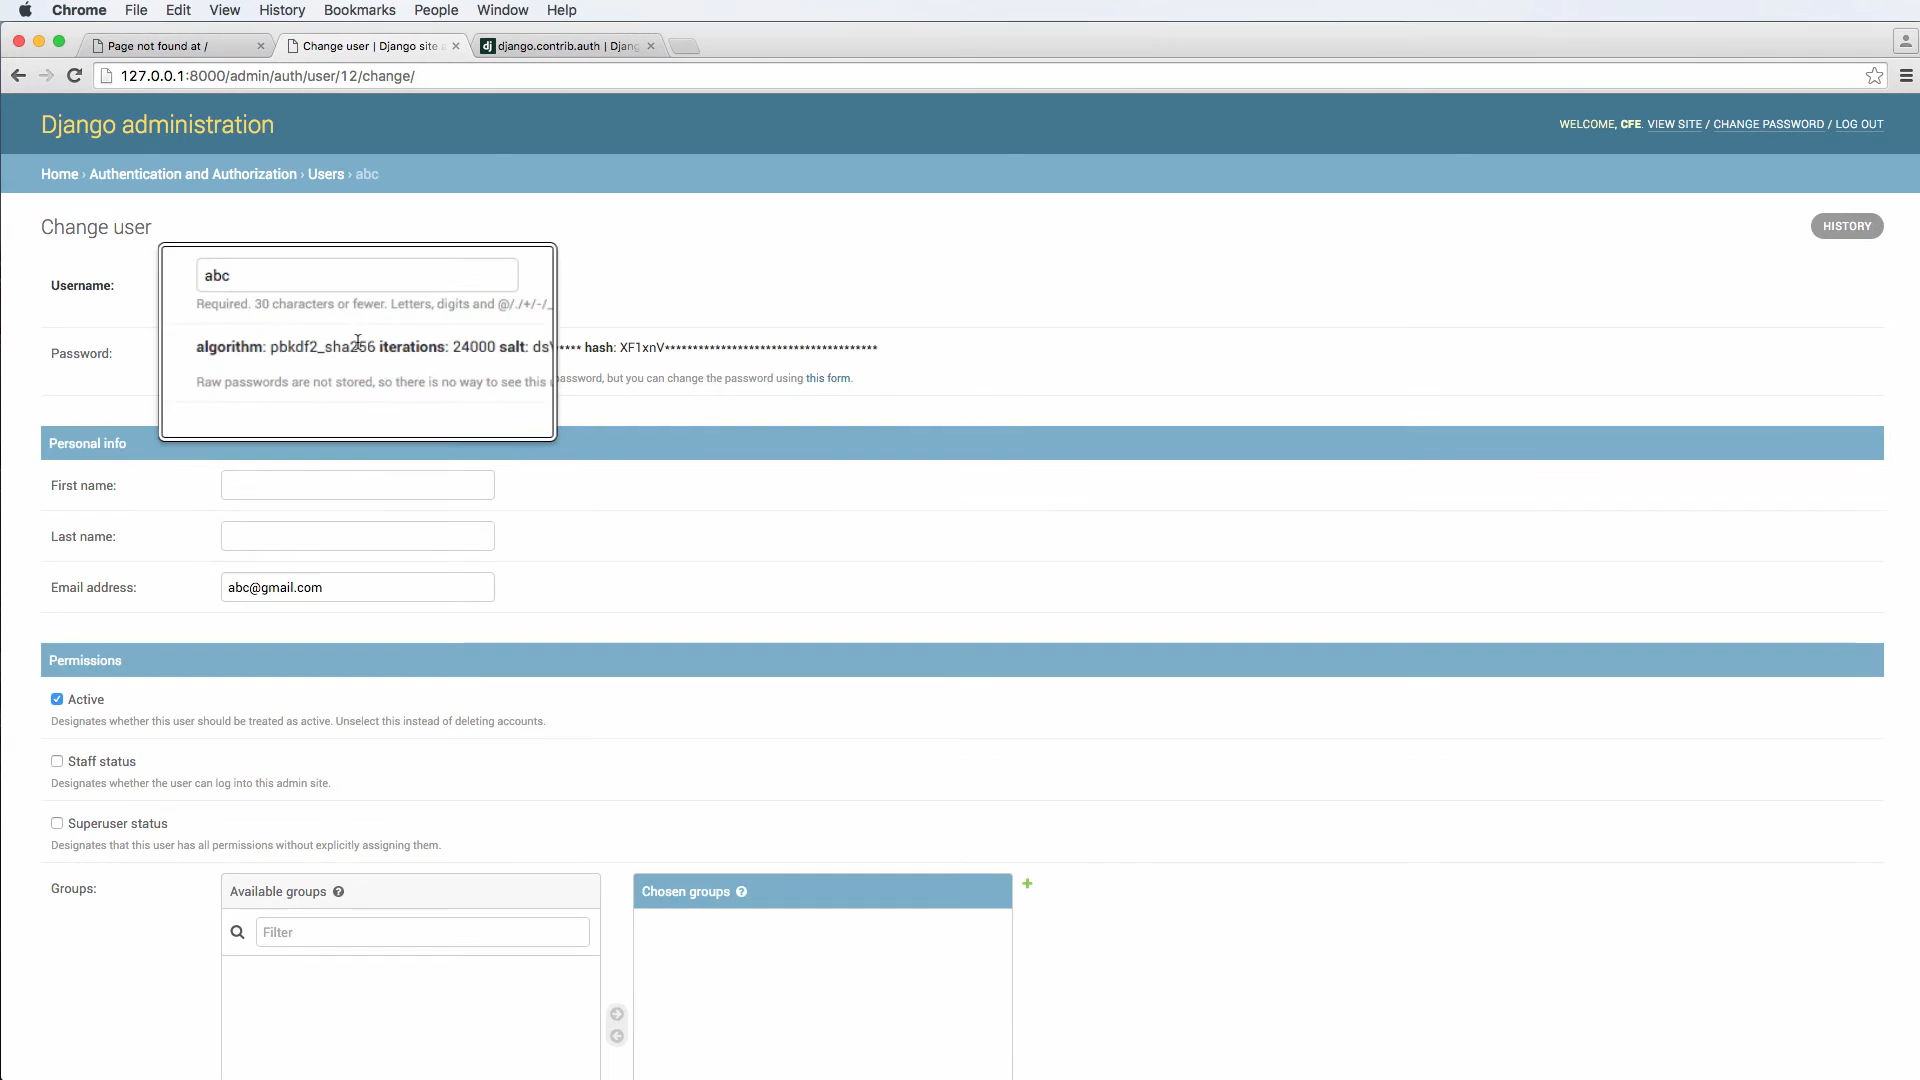 Chrome File Edit View History Bookmarks People Window Help
Page not found at / Change user | Django site a django.contrib.auth | Djang
127.0.0.1:8000/admin/auth/user/12/change/
Django administration
WELCOME, CFE. VIEW SITE / CHANGE PASSWORD / LOG OUT
Home › Authentication and Authorization › Users › abc
Change user
HISTORY
Username: abc
Required. 30 characters or fewer. Letters, digits and @/./+/-/_
Password: algorithm: pbkdf2_sha256 iterations: 24000 salt: dsV**** hash: XF1xnV**************************************
Raw passwords are not stored, so there is no way to see this assword, but you can change the password using this form.
Personal info
First name:
Last name:
Email address: abc@gmail.com
Permissions
Active
Designates whether this user should be treated as active. Unselect this instead of deleting accounts.
Staff status
Designates whether the user can log into this admin site.
Superuser status
Designates that this user has all permissions without explicitly assigning them.
Groups: Available groups ? Chosen groups ? +
Filter